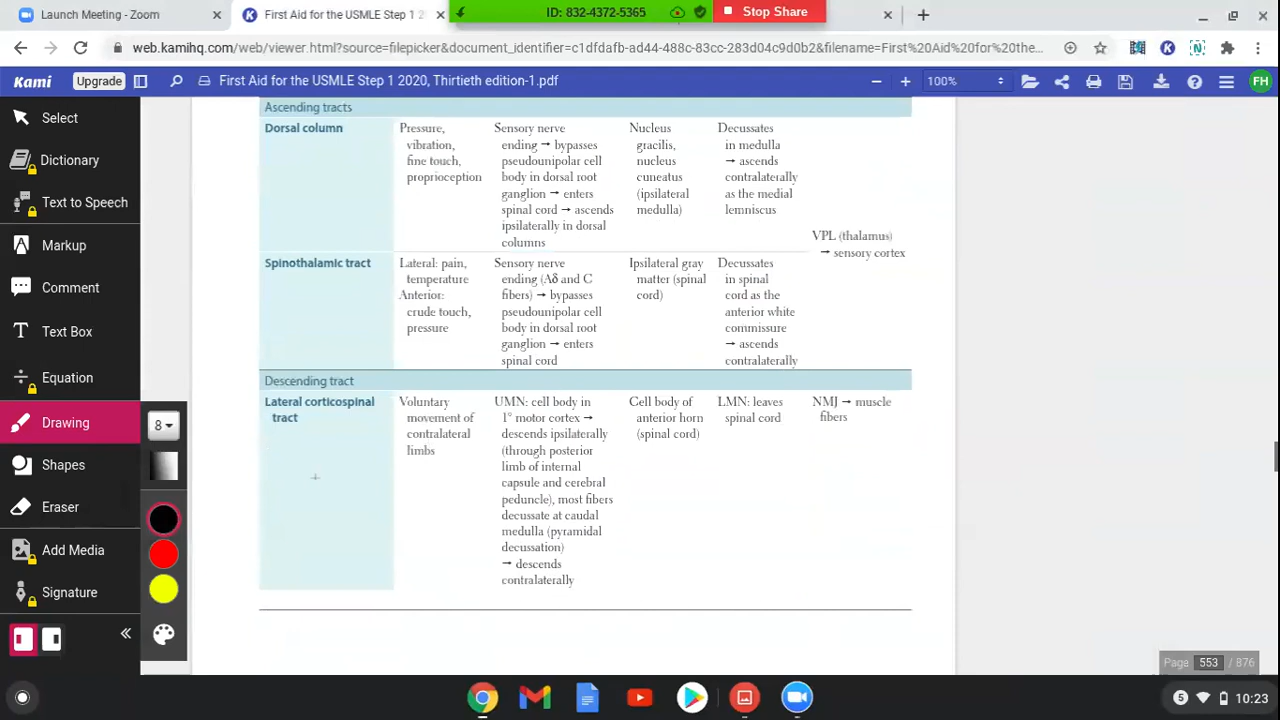 Launch Meeting - Zoom
First Aid for the USMLE Step 1 2
ID: 832-4372-5365
Stop Share
web.kamihq.com/web/viewer.html?source=filepicker&document_identifier=c1dfdafb-ad44-488c-83cc-283d04c9d0b2&filename=First%20Aid%20for%20the...
Kami
Upgrade
First Aid for the USMLE Step 1 2020, Thirtieth edition-1.pdf
100%
FH
Select
Dictionary
Text to Speech
Markup
Comment
Text Box
Equation
Drawing
Shapes
Eraser
Add Media
Signature
8
Ascending tracts
Dorsal column
Pressure,
vibration,
fine touch,
proprioception
Sensory nerve
ending → bypasses
pseudounipolar cell
body in dorsal root
ganglion → enters
spinal cord → ascends
ipsilaterally in dorsal
columns
Nucleus
gracilis,
nucleus
cuneatus
(ipsilateral
medulla)
Decussates
in medulla
→ ascends
contralaterally
as the medial
lemniscus
VPL (thalamus)
→ sensory cortex
Spinothalamic tract
Lateral: pain,
temperature
Anterior:
crude touch,
pressure
Sensory nerve
ending (Aδ and C
fibers) → bypasses
pseudounipolar cell
body in dorsal root
ganglion → enters
spinal cord
Ipsilateral gray
matter (spinal
cord)
Decussates
in spinal
cord as the
anterior white
commissure
→ ascends
contralaterally
Descending tract
Lateral corticospinal
tract
Voluntary
movement of
contralateral
limbs
UMN: cell body in
1° motor cortex →
descends ipsilaterally
(through posterior
limb of internal
capsule and cerebral
peduncle), most fibers
decussate at caudal
medulla (pyramidal
decussation)
→ descends
contralaterally
Cell body of
anterior horn
(spinal cord)
LMN: leaves
spinal cord
NMJ → muscle
fibers
Page 553 / 876
5
10:23